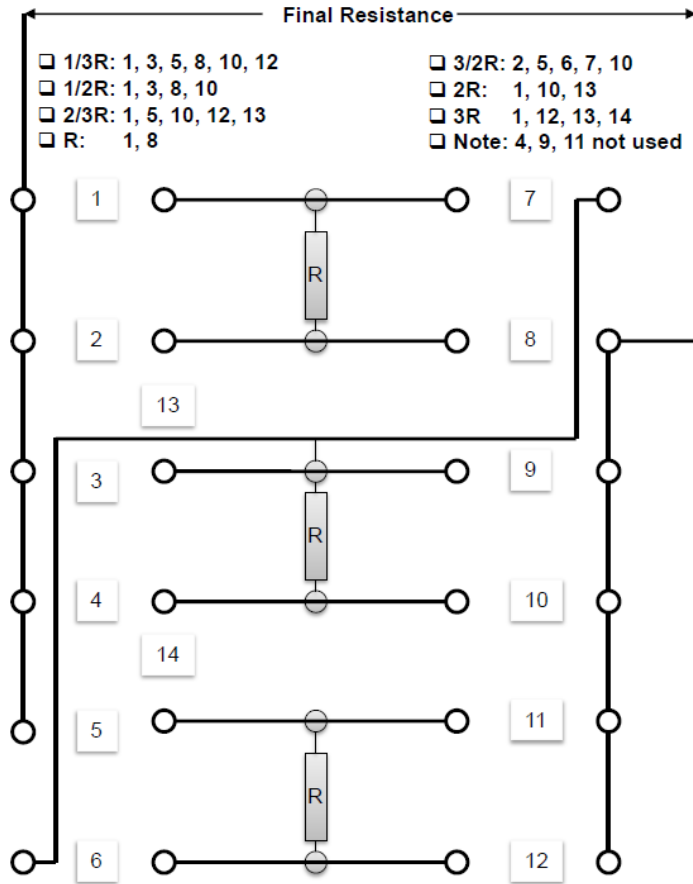 Final Resistance
❑ 1/3R: 1, 3, 5, 8, 10, 12
❑ 1/2R: 1, 3, 8, 10
❑ 2/3R: 1, 5, 10, 12, 13
❑ R: 1, 8
❑ 3/2R: 2, 5, 6, 7, 10
❑ 2R: 1, 10, 13
❑ 3R 1, 12, 13, 14
❑ Note: 4, 9, 11 not used
1 7
R
2 8
13
3 9
R
4 10
14
5 11
R
6 12